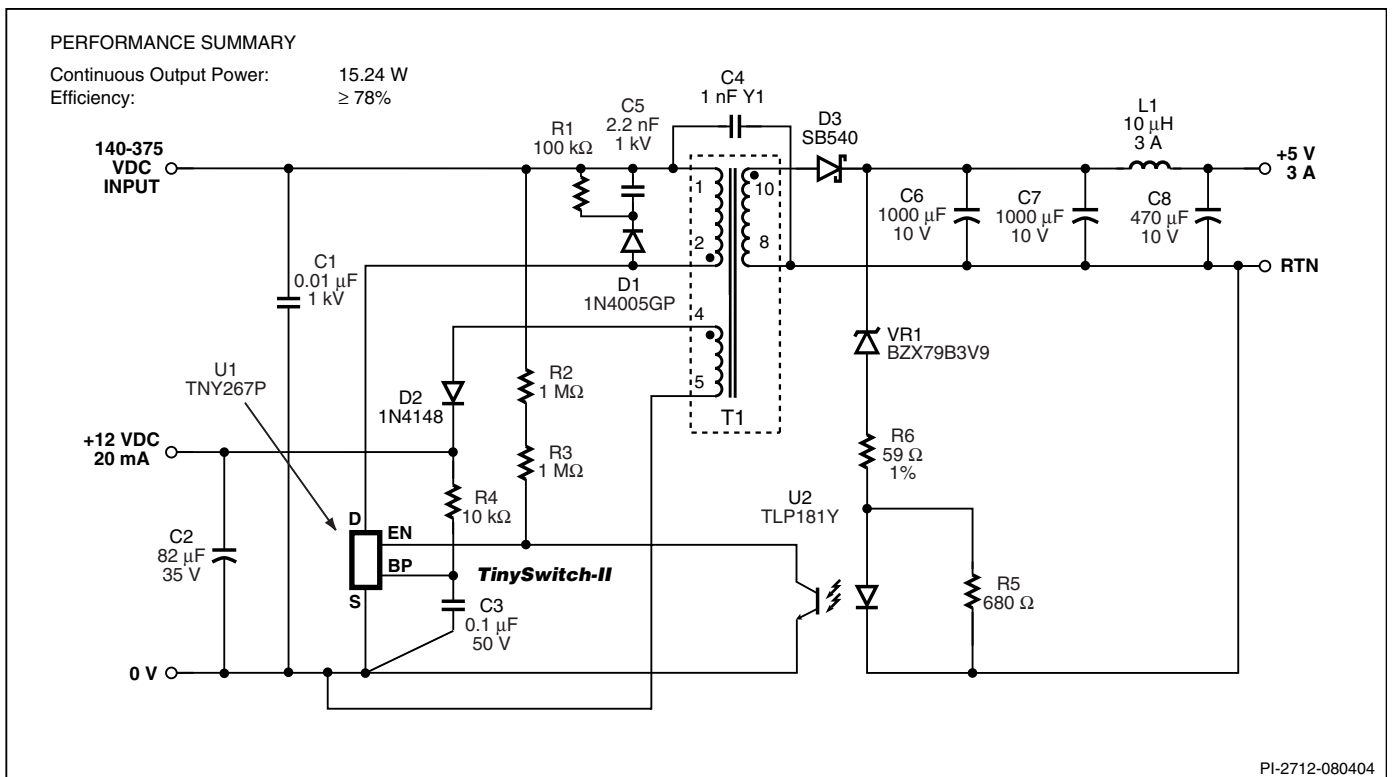 PERFORMANCE SUMMARY
Continuous Output Power: 15.24 W
Efficiency: ≥ 78%
140-375
VDC
INPUT
C1
0.01 μF
1 kV
R1
100 kΩ
C5
2.2 nF
1 kV
C4
1 nF Y1
D3
SB540
L1
10 μH
3 A
+5 V
3 A
1
2
10
8
C6
1000 μF
10 V
C7
1000 μF
10 V
C8
470 μF
10 V
RTN
D1
1N4005GP
4
5
T1
VR1
BZX79B3V9
U1
TNY267P
D2
1N4148
R2
1 MΩ
+12 VDC
20 mA
R3
1 MΩ
R6
59 Ω
1%
R4
10 kΩ
U2
TLP181Y
C2
82 μF
35 V
D
EN
BP
S
TinySwitch-II
C3
0.1 μF
50 V
R5
680 Ω
0 V
PI-2712-080404